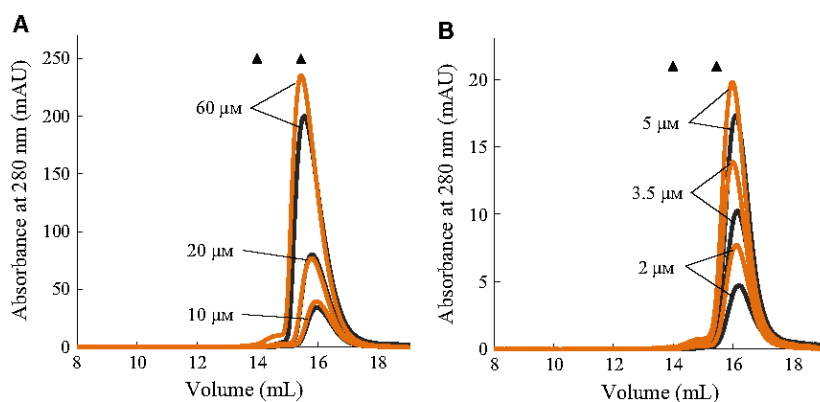 A
Absorbance at 280 nm (mAU)
250
200
150
100
50
0
60 μM
20 μM
10 μM
8 10 12 14 16 18
Volume (mL)
B
Absorbance at 280 nm (mAU)
20
15
10
5
0
5 μM
3.5 μM
2 μM
8 10 12 14 16 18
Volume (mL)